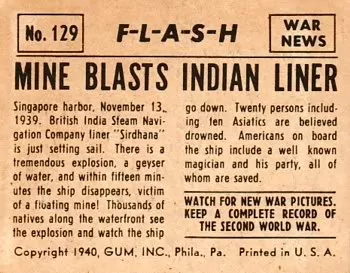 No. 129
F-L-A-S-H
WAR
NEWS
MINE BLASTS INDIAN LINER
Singapore harbor, November 13,
1939. British India Steam Navi-
gation Company liner "Sirdhana"
is just setting sail. There is a
tremendous explosion, a geyser
of water, and within fifteen min-
utes the ship disappears, victim
of a floating mine! Thousands of
natives along the waterfront see
the explosion and watch the ship
go down. Twenty persons includ-
ing ten Asiatics are believed
drowned. Americans on board
the ship include a well known
magician and his party, all of
whom are saved.
WATCH FOR NEW WAR PICTURES.
KEEP A COMPLETE RECORD OF
THE SECOND WORLD WAR.
Copyright 1940, GUM, INC., Phila., Pa. Printed in U. S. A.